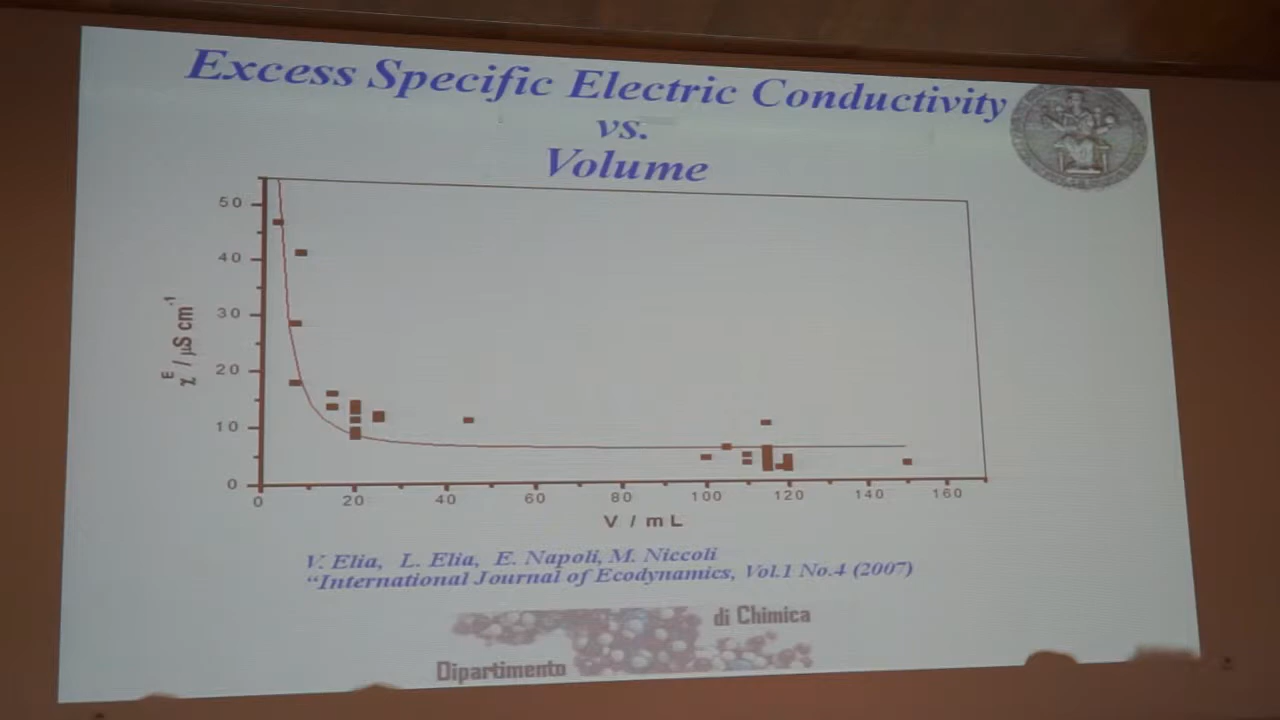 Excess Specific Electric Conductivity
vs.
Volume
50
40
30
20
10
0
χᴱ / μS cm⁻¹
0 20 40 60 80 100 120 140 160
V / mL
V. Elia, L. Elia, E. Napoli, M. Niccoli
“International Journal of Ecodynamics, Vol.1 No.4 (2007)
di Chimica
Dipartimento